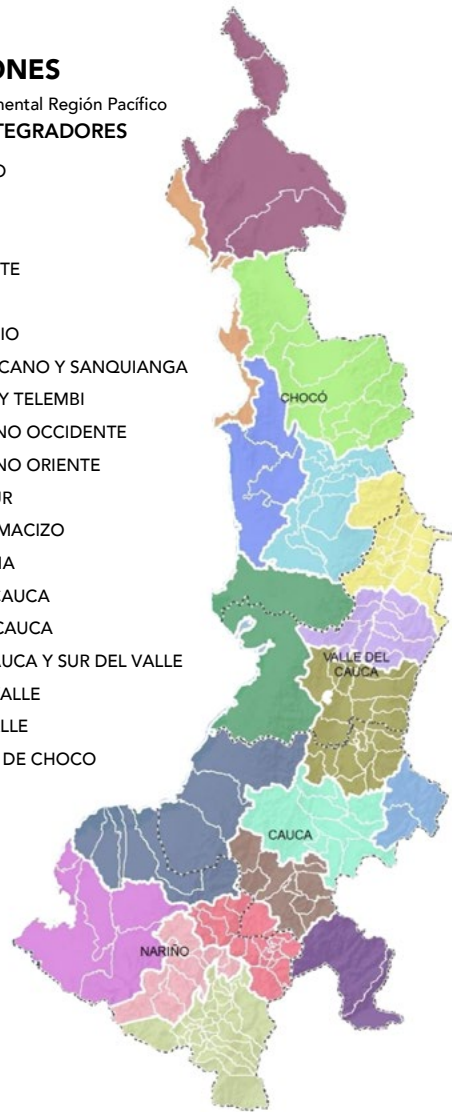 ONES
mental Región Pacífico
TEGRADORES
O
TE
IO
CANO Y SANQUIANGA
Y TELEMBI
NO OCCIDENTE
NO ORIENTE
UR
MACIZO
IA
CAUCA
CAUCA
AUCA Y SUR DEL VALLE
ALLE
LLE
DE CHOCO
CHOCÓ
VALLE DEL
CAUCA
CAUCA
NARIÑO